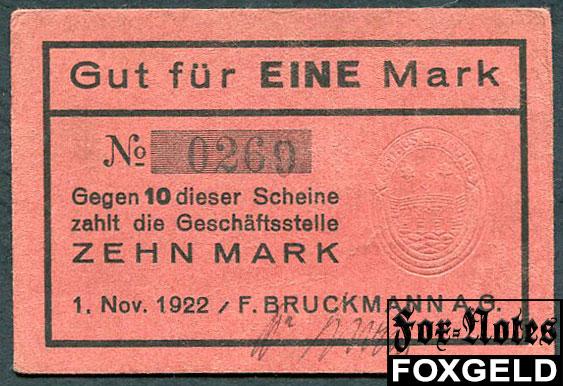 Gut für EINE Mark
No 0269
Gegen 10 dieser Scheine
zahlt die Geschäftsstelle
ZEHN MARK
1. Nov. 1922 / F. BRUCKMANN A.G.
Fox-Notes
FOXGELD